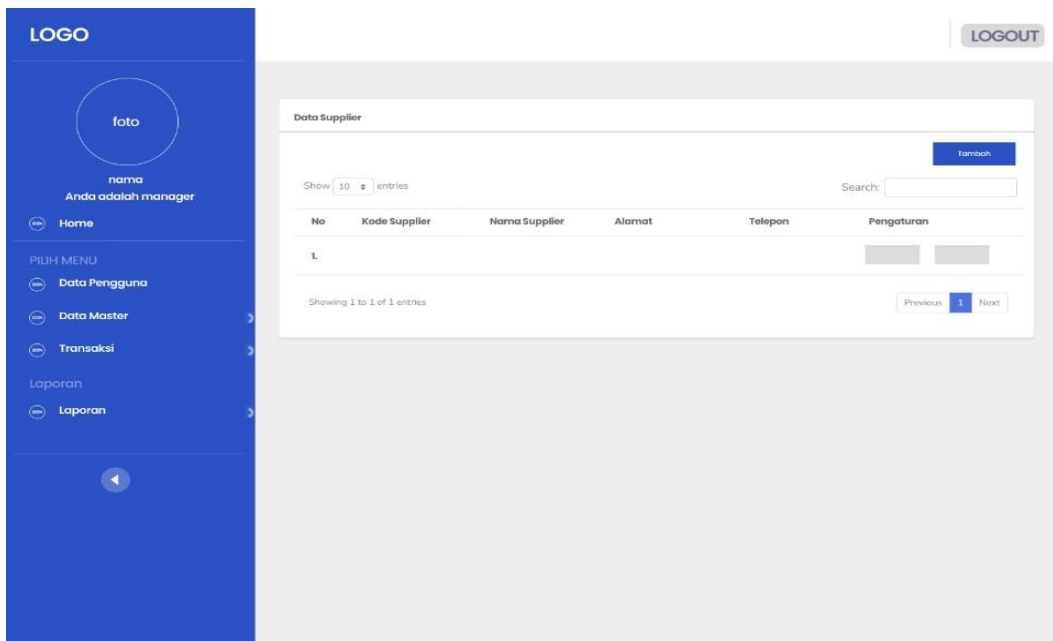 LOGO
LOGOUT
foto
nama
Anda adalah manager
Home
PILIH MENU
Data Pengguna
Data Master
Transaksi
Laporan
Laporan
Data Supplier
Tambah
Show 10 entries
Search:
No Kode Supplier Nama Supplier Alamat Telepon Pengaturan
1.
Showing 1 to 1 of 1 entries
Previous 1 Next